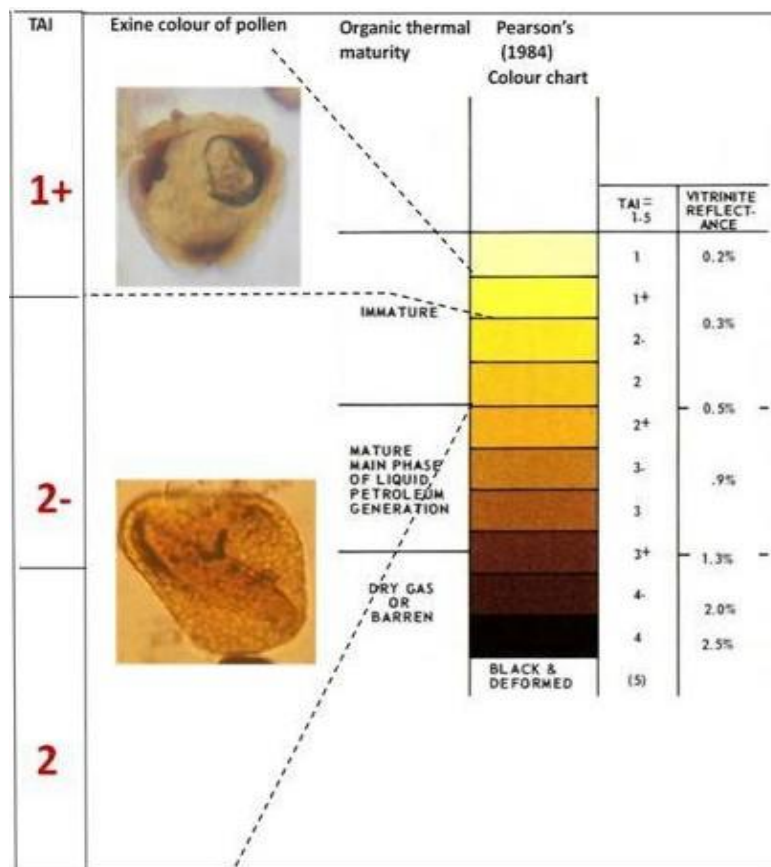 TAI
Exine colour of pollen
Organic thermal
maturity
Pearson's
(1984)
Colour chart
1+
2-
2
IMMATURE
MATURE
MAIN PHASE
OF LIQUID
PETROLEUM
GENERATION
DRY GAS
OR
BARREN
BLACK &
DEFORMED
TAI=
1-5
1
1+
2-
2
2+
3-
3
3+
4-
4
(5)
VITRINITE
REFLECT-
ANCE
0.2%
0.3%
0.5%
.9%
1.3%
2.0%
2.5%